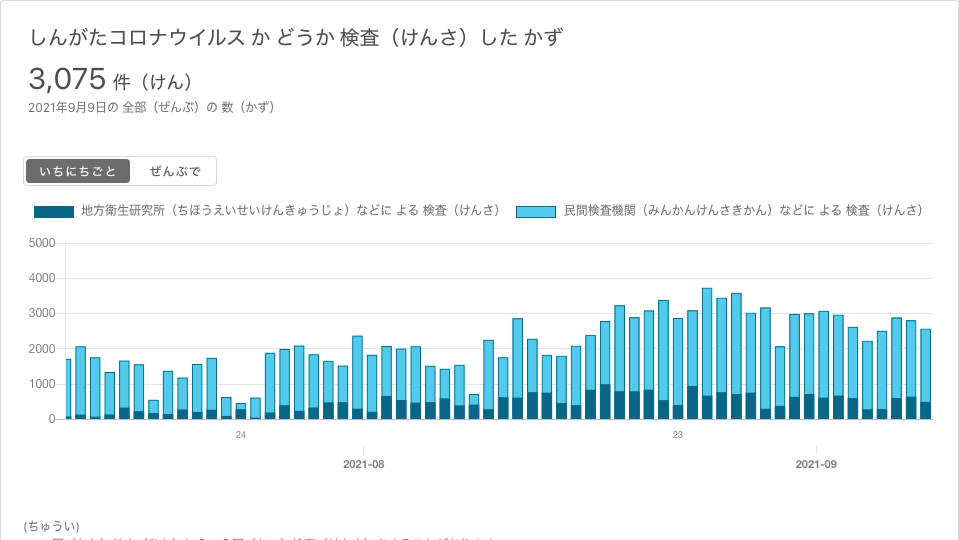 しんがたコロナウイルス か どうか 検査（けんさ）した かず
3,075 件（けん）
2021年9月9日の 全部（ぜんぶ）の 数（かず）
いちにちごと ぜんぶで
地方衛生研究所（ちほうえいせいけんきゅうじょ）などに よる 検査（けんさ） 民間検査機関（みんかんけんさきかん）などに よる 検査（けんさ）
5000
4000
3000
2000
1000
0
24 23
2021-08 2021-09
(ちゅうい)